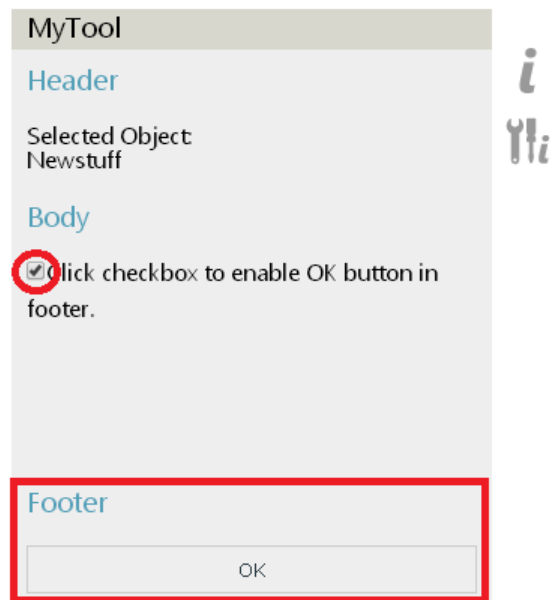 MyTool
Header
Selected Object:
Newstuff
Body
Click checkbox to enable OK button in
footer.
Footer
OK